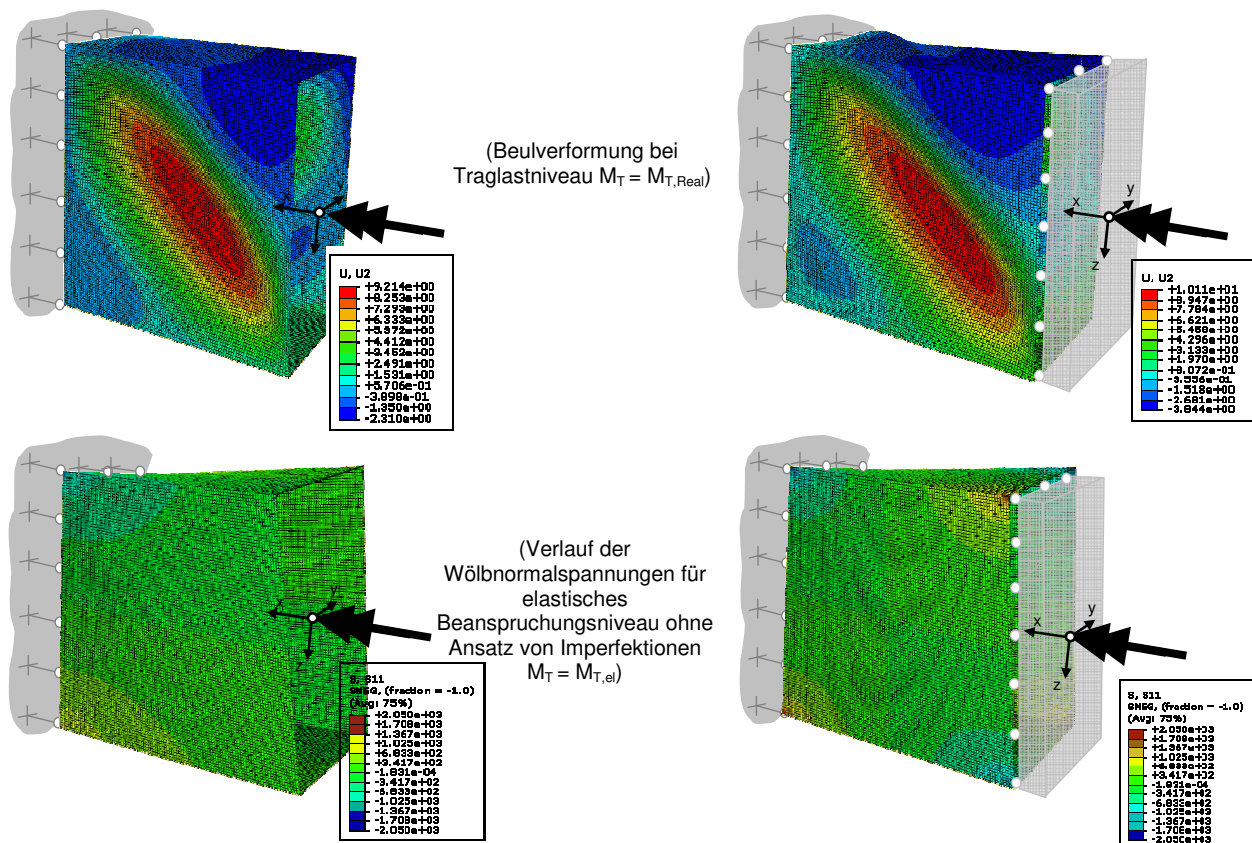 (Beulverformung bei
Traglastniveau M_T = M_T,Real)
U, U2
+9.214e+00
+8.253e+00
+7.293e+00
+6.333e+00
+5.372e+00
+4.412e+00
+3.452e+00
+2.491e+00
+1.531e+00
+5.706e-01
-3.898e-01
-1.350e+00
-2.310e+00
x
y
z
U, U2
+1.011e+01
+8.947e+00
+7.784e+00
+6.621e+00
+5.458e+00
+4.296e+00
+3.133e+00
+1.970e+00
+8.072e-01
-3.556e-01
-1.518e+00
-2.681e+00
-3.844e+00
(Verlauf der
Wölbnormalspannungen für
elastisches
Beanspruchungsniveau ohne
Ansatz von Imperfektionen
M_T = M_T,el)
x
y
z
S, S11
SNEG, (fraction = -1.0)
(Avg: 75%)
+2.050e+03
+1.708e+03
+1.367e+03
+1.025e+03
+6.833e+02
+3.417e+02
-1.831e-04
-3.417e+02
-6.833e+02
-1.025e+03
-1.367e+03
-1.708e+03
-2.050e+03
x
y
z
S, S11
SNEG, (fraction = -1.0)
(Avg: 75%)
+2.050e+03
+1.708e+03
+1.367e+03
+1.025e+03
+6.833e+02
+3.417e+02
-1.831e-04
-3.417e+02
-6.833e+02
-1.025e+03
-1.367e+03
-1.708e+03
-2.050e+03